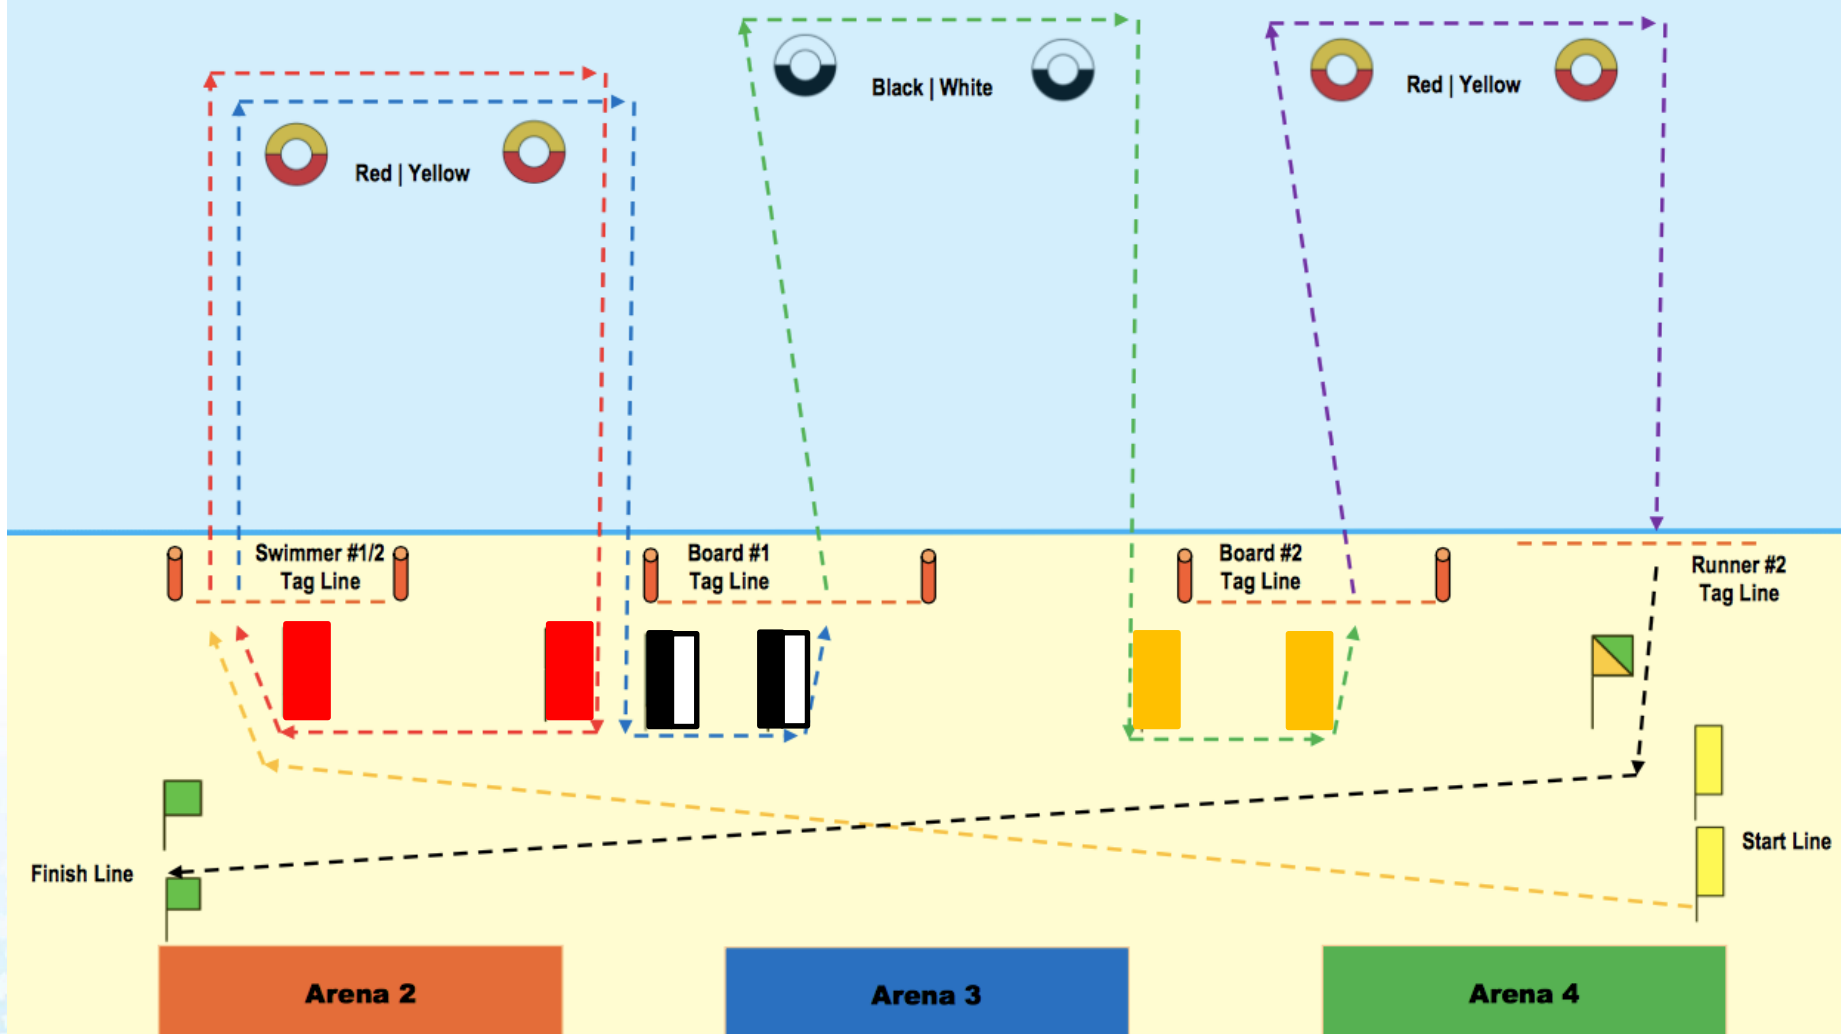 Black | White
Red | Yellow
Red | Yellow
Swimmer #1/2
Tag Line
Board #1
Tag Line
Board #2
Tag Line
Runner #2
Tag Line
Start Line
Finish Line
Arena 2
Arena 3
Arena 4